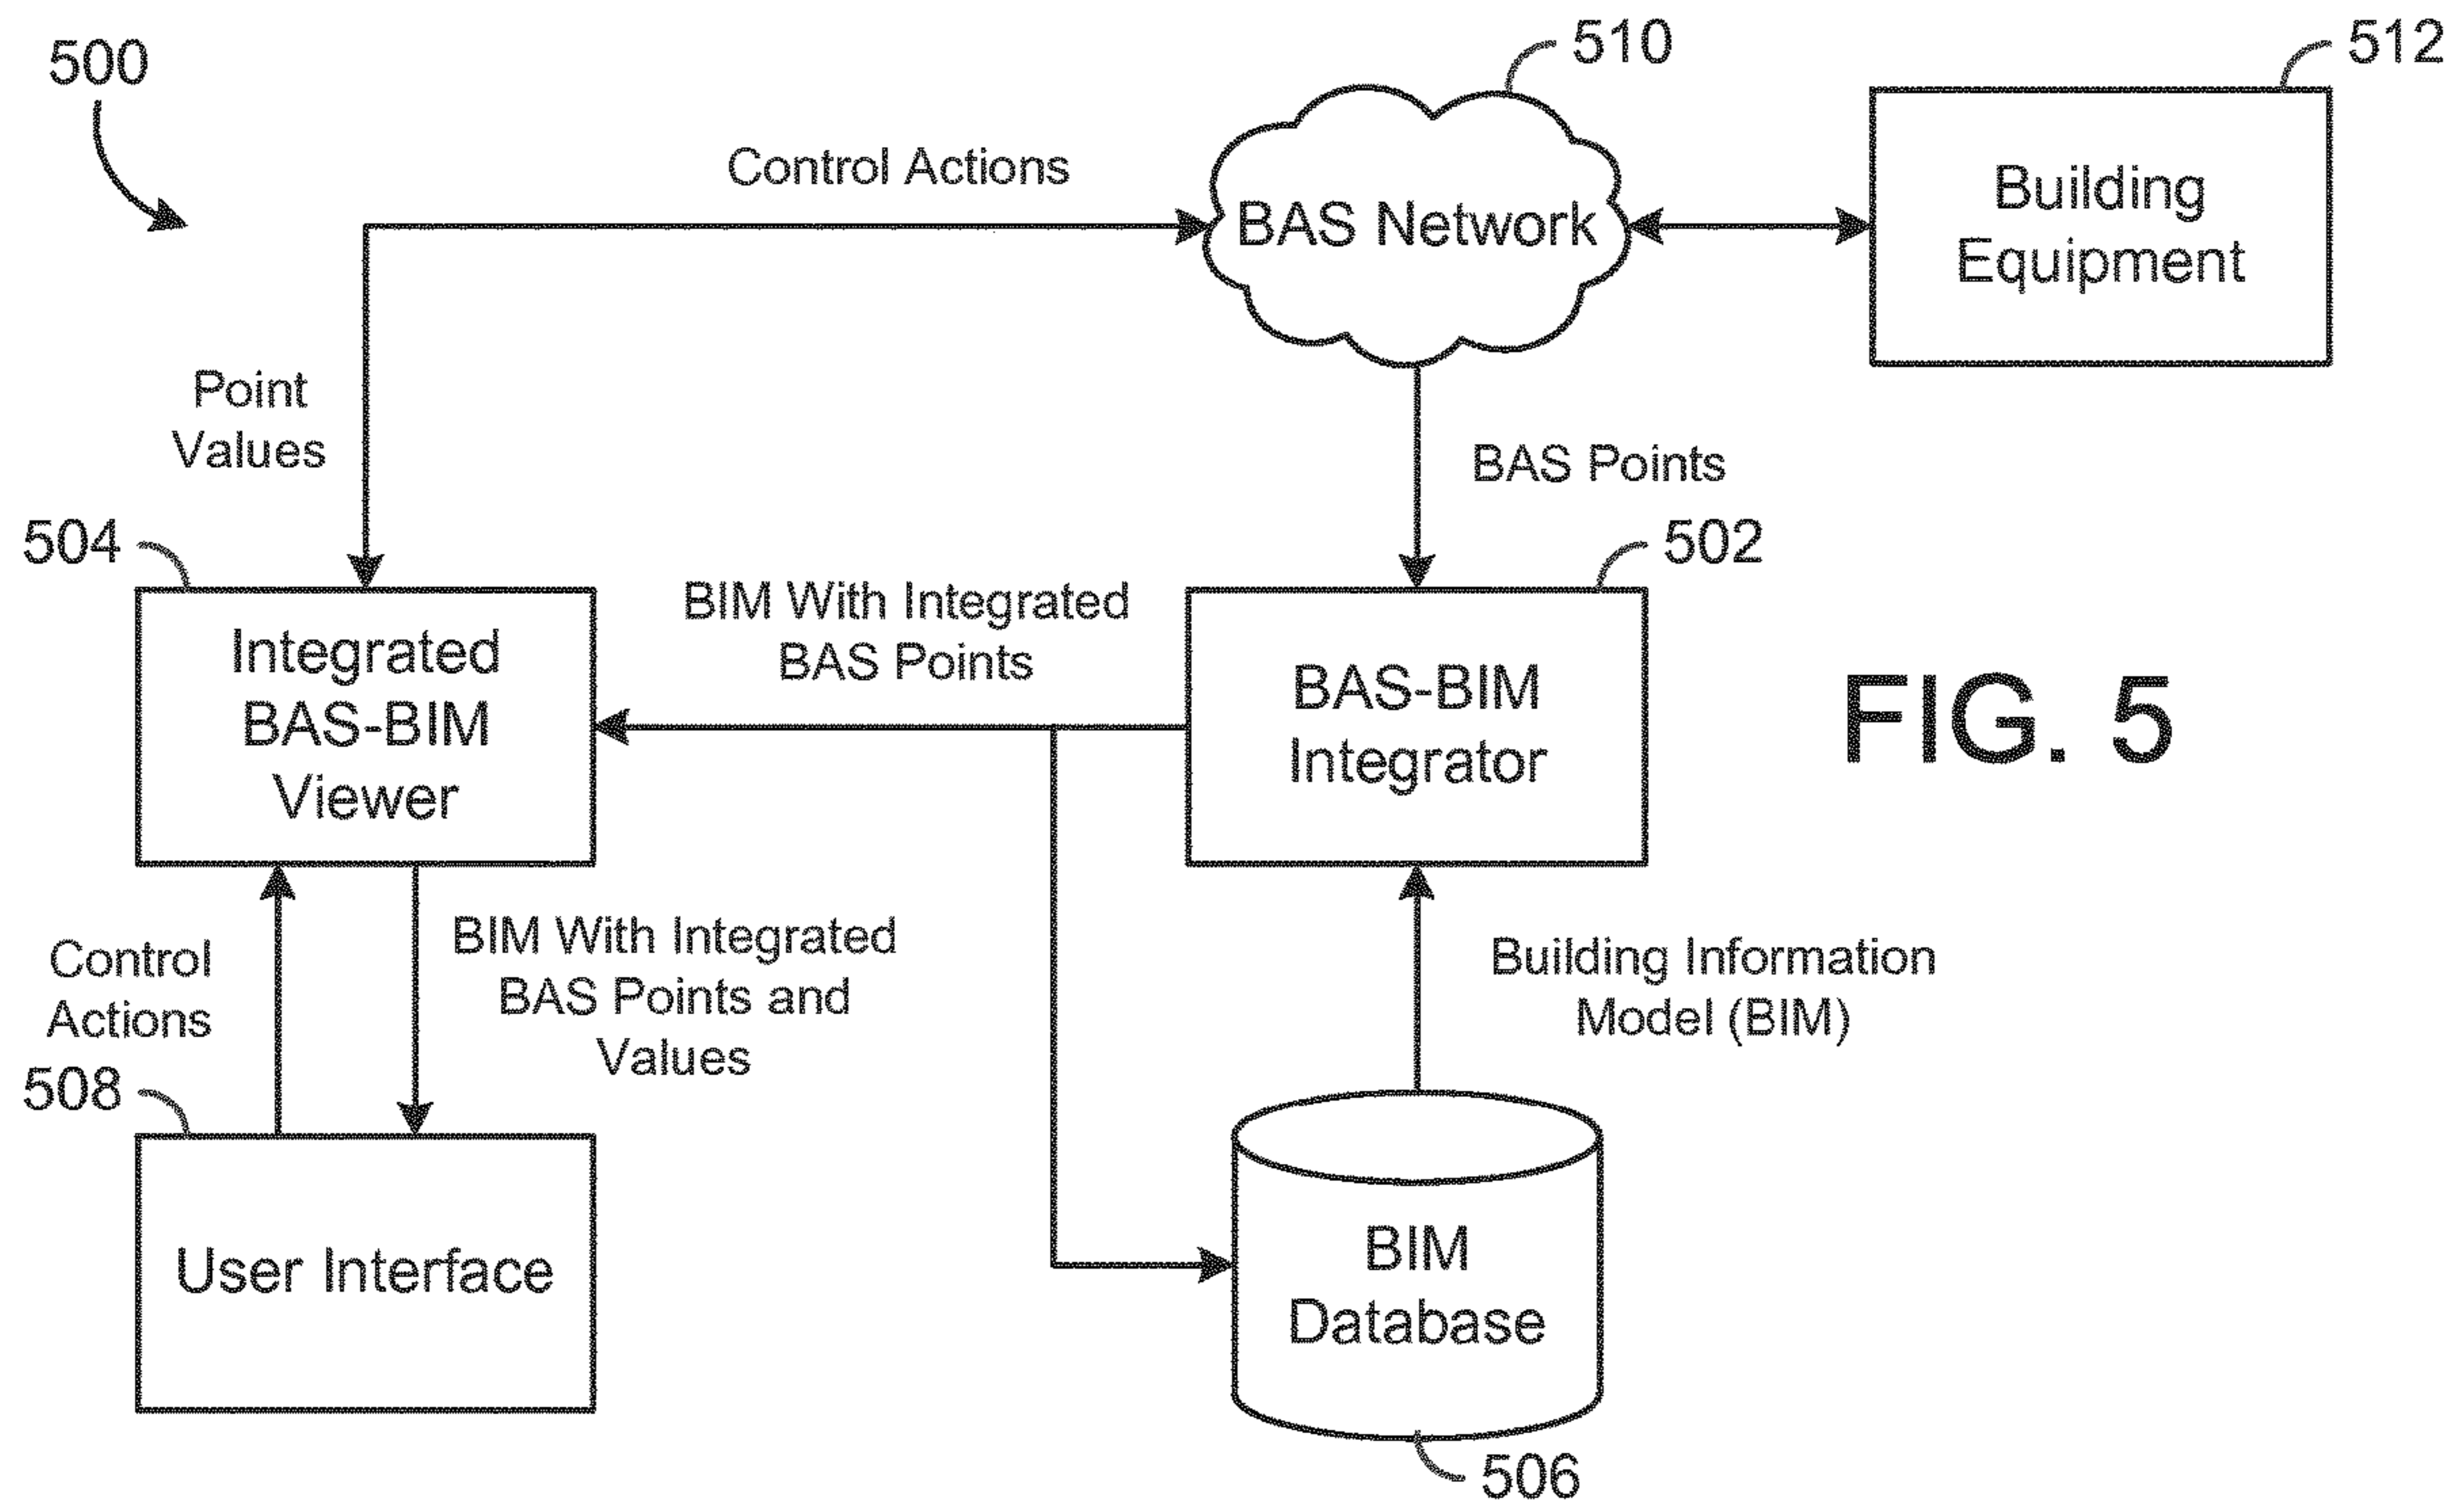 500
510
512
Control Actions
BAS Network
Building
Equipment
Point
Values
BAS Points
504
502
Integrated
BAS-BIM
Viewer
BIM With Integrated
BAS Points
BAS-BIM
Integrator
FIG. 5
Control
Actions
BIM With Integrated
BAS Points and
Values
Building Information
Model (BIM)
508
User Interface
BIM
Database
506